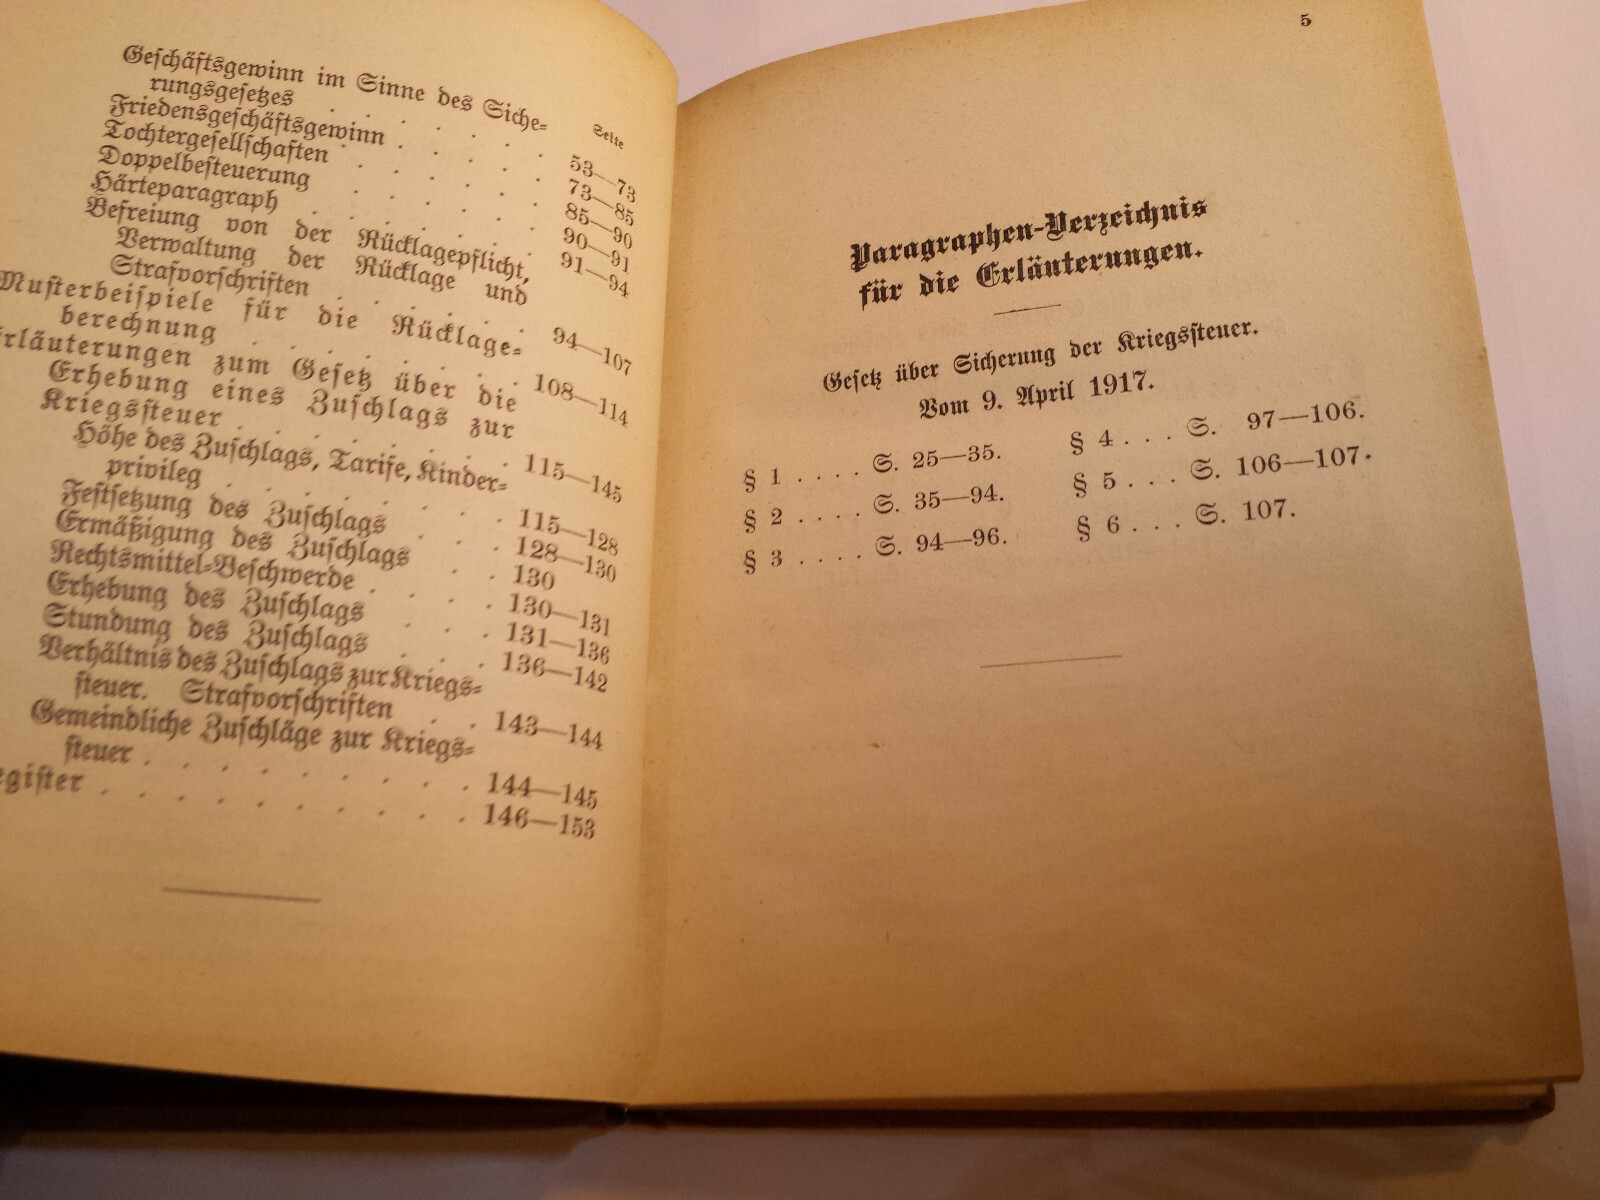 Geschäftsgewinn im Sinne des Siche-
rungsgesetzes . . . . . . Seite
53—73
Friedensgeschäftsgewinn . . . . . 73—85
Tochtergesellschaften . . . . . . 85—90
Doppelbesteuerung . . . . . . 90—91
Härteparagraph . . . . . . . 91—94
Befreiung von der Rücklagepflicht,
Verwaltung der Rücklage und
Strafvorschriften . . . . . . 94—107
Musterbeispiele für die Rücklage-
berechnung . . . . . . . . 108—114
Erläuterungen zum Gesetz über die
Erhebung eines Zuschlags zur
Kriegssteuer . . . . . . . 115—145
Höhe des Zuschlags, Tarife, Kinder-
privileg . . . . . . . . 115—128
Festsetzung des Zuschlags . . . 128—130
Ermäßigung des Zuschlags . . . 130
Rechtsmittel-Beschwerde . . . . 130—131
Erhebung des Zuschlags . . . 131—136
Stundung des Zuschlags . . . 136—142
Verhältnis des Zuschlags zur Kriegs-
steuer. Strafvorschriften . . 143—144
Gemeindliche Zuschläge zur Kriegs-
steuer . . . . . . . . . 144—145
Register . . . . . . . . . . 146—153
5
Paragraphen-Verzeichnis
für die Erläuterungen.
Gesetz über Sicherung der Kriegssteuer.
Vom 9. April 1917.
§ 1 . . . . S. 25—35.
§ 2 . . . . S. 35—94.
§ 3 . . . . S. 94—96.
§ 4 . . . S. 97—106.
§ 5 . . . S. 106—107.
§ 6 . . . S. 107.